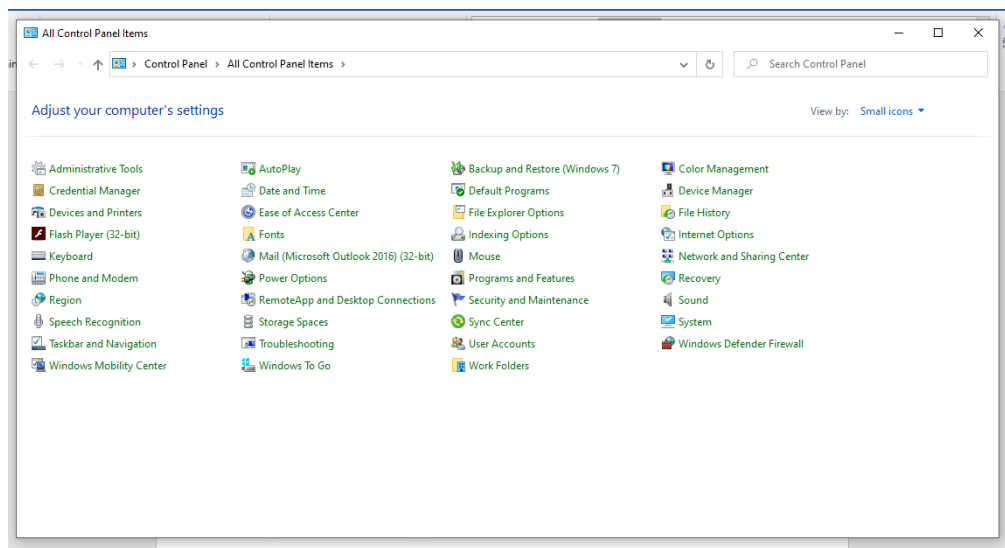 All Control Panel Items
Control Panel > All Control Panel Items >
Search Control Panel
Adjust your computer's settings
View by: Small icons
Administrative Tools
AutoPlay
Backup and Restore (Windows 7)
Color Management
Credential Manager
Date and Time
Default Programs
Device Manager
Devices and Printers
Ease of Access Center
File Explorer Options
File History
Flash Player (32-bit)
Fonts
Indexing Options
Internet Options
Keyboard
Mail (Microsoft Outlook 2016) (32-bit)
Mouse
Network and Sharing Center
Phone and Modem
Power Options
Programs and Features
Recovery
Region
RemoteApp and Desktop Connections
Security and Maintenance
Sound
Speech Recognition
Storage Spaces
Sync Center
System
Taskbar and Navigation
Troubleshooting
User Accounts
Windows Defender Firewall
Windows Mobility Center
Windows To Go
Work Folders